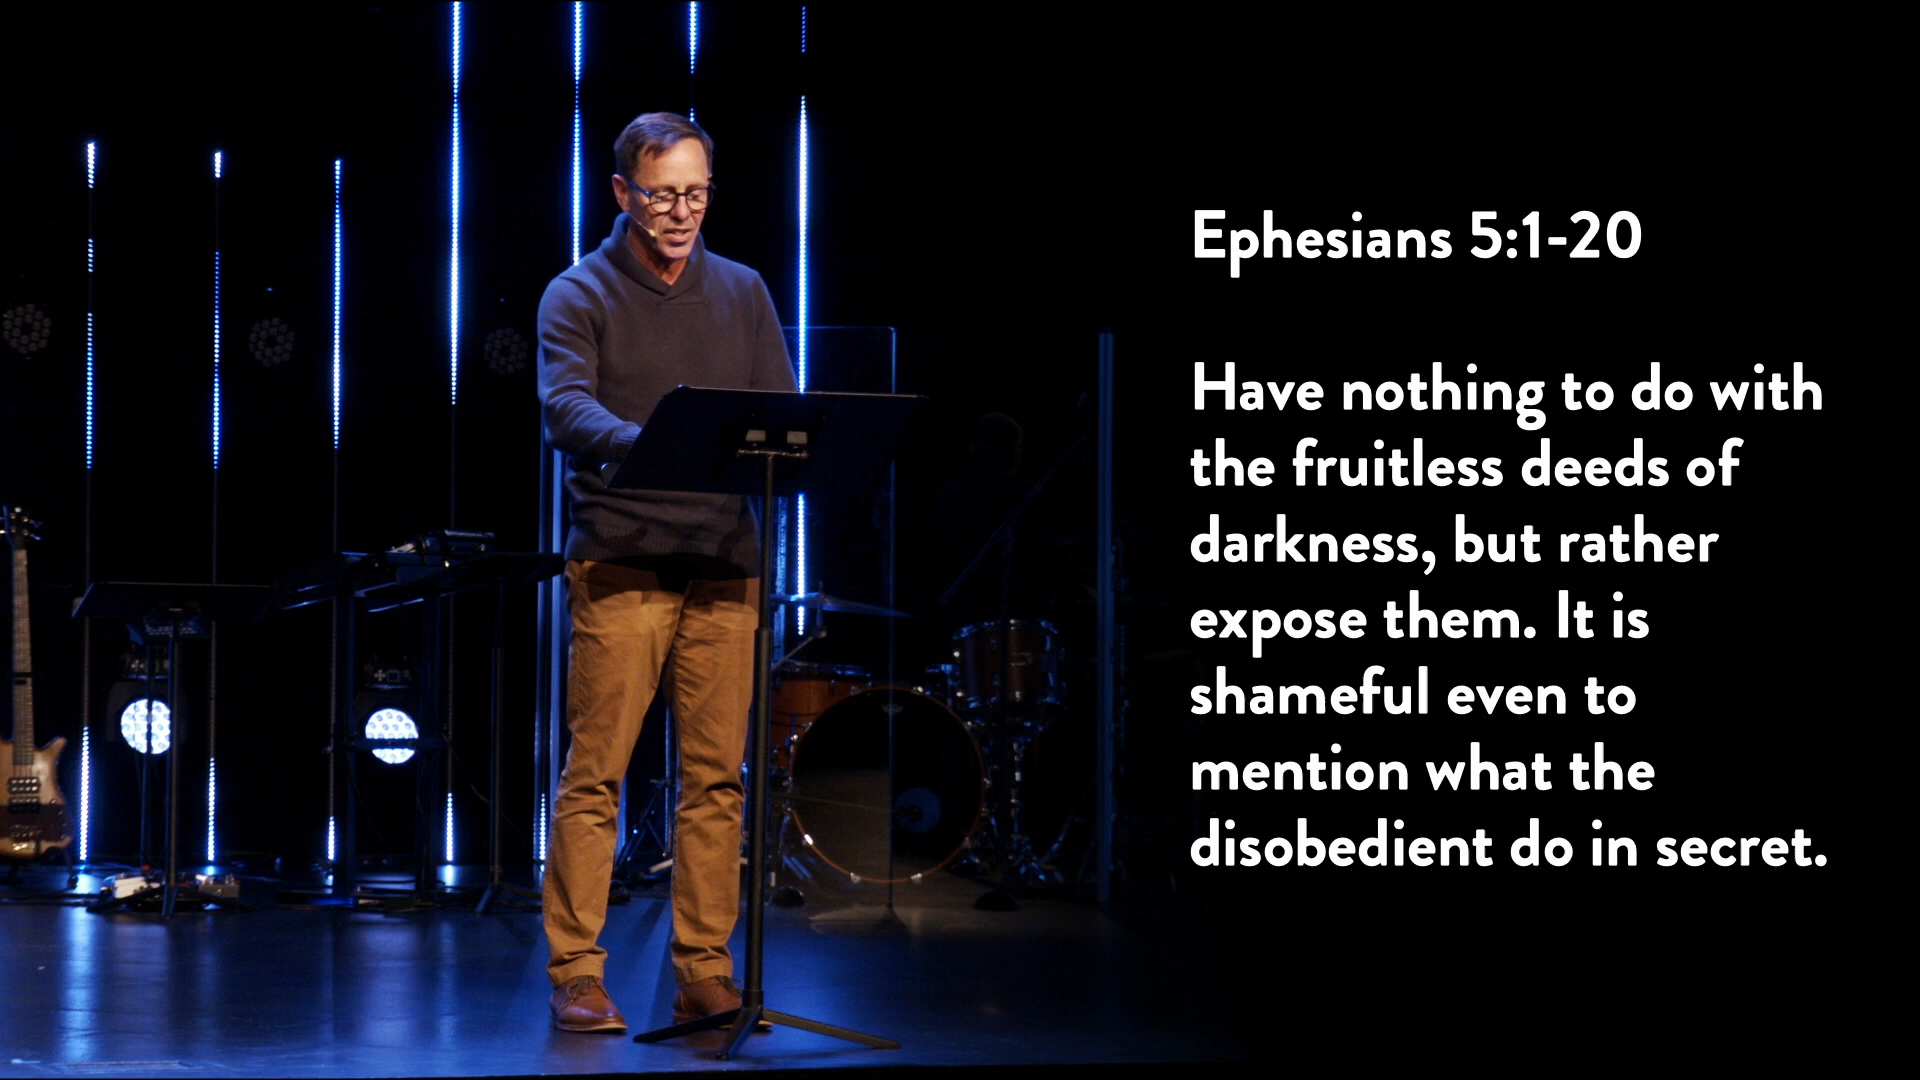 Ephesians 5:1-20
Have nothing to do with
the fruitless deeds of
darkness, but rather
expose them. It is
shameful even to
mention what the
disobedient do in secret.